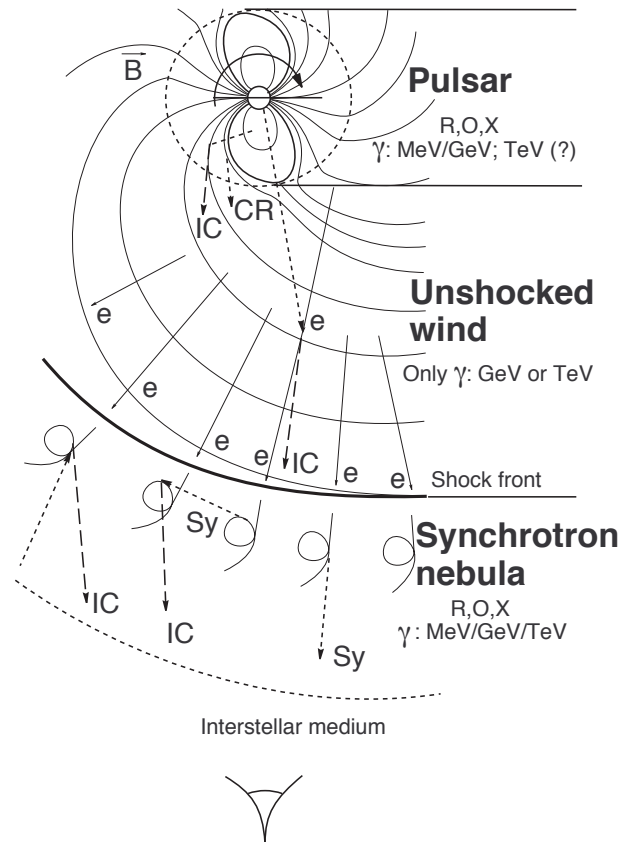 B
Pulsar
R,O,X
γ: MeV/GeV; TeV (?)
IC
CR
Unshocked
wind
e
e
Only γ: GeV or TeV
e
e
e
IC
e
e
Shock front
Sy
Synchrotron
nebula
R,O,X
γ: MeV/GeV/TeV
IC
IC
Sy
Interstellar medium